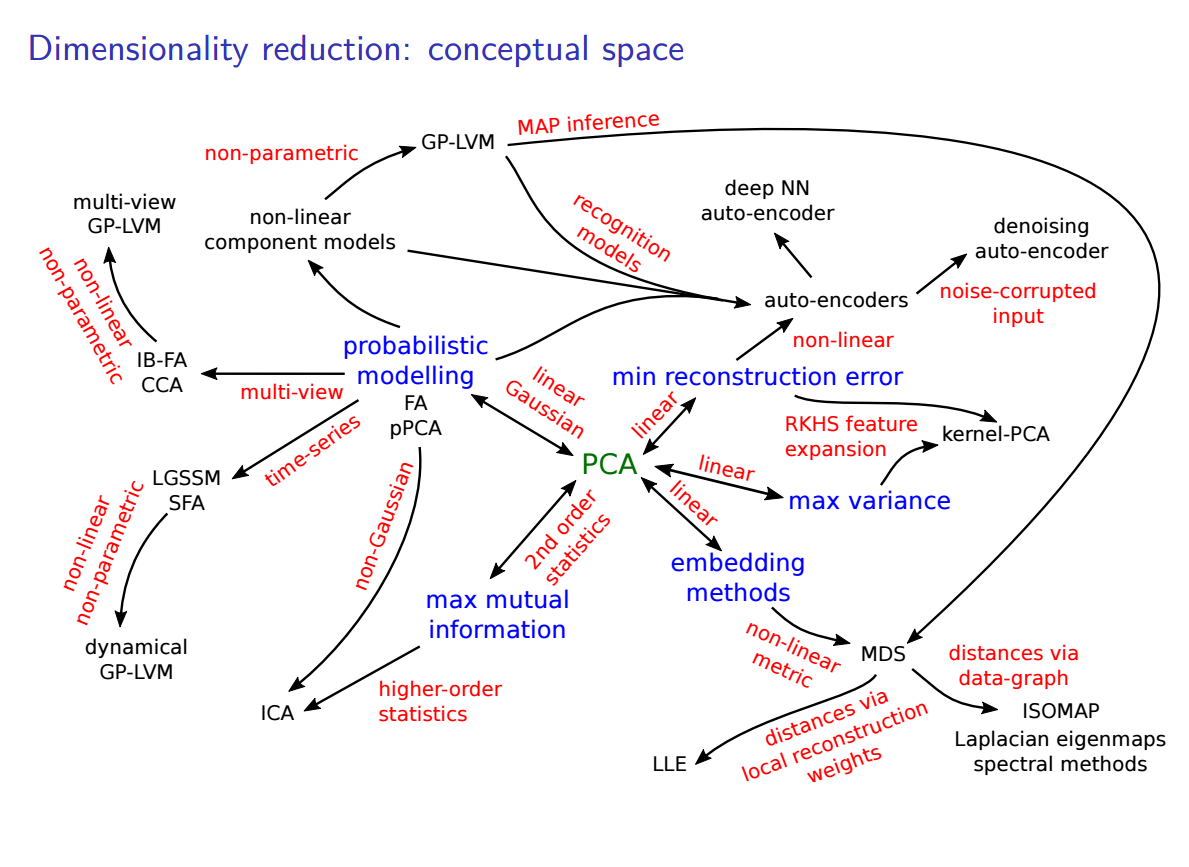 Dimensionality reduction: conceptual space
MAP inference
GP-LVM
non-parametric
multi-view
GP-LVM
non-linear
component models
recognition
models
deep NN
auto-encoder
denoising
auto-encoder
non-linear
non-parametric
auto-encoders
noise-corrupted
input
non-linear
IB-FA
CCA
multi-view
probabilistic
modelling
FA
pPCA
linear
Gaussian
min reconstruction error
linear
RKHS feature
expansion
kernel-PCA
time-series
PCA
linear
max variance
linear
LGSSM
SFA
non-linear
non-parametric
non-Gaussian
2nd order
statistics
embedding
methods
max mutual
information
dynamical
GP-LVM
non-linear
metric
MDS
distances via
data-graph
higher-order
statistics
ICA
distances via
local reconstruction
weights
ISOMAP
Laplacian eigenmaps
spectral methods
LLE